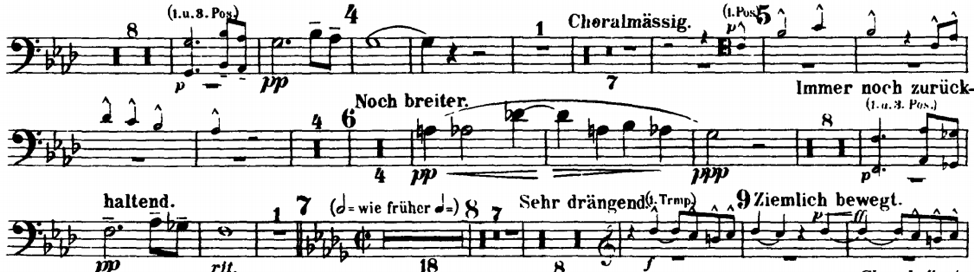 8 (1.u.3.Pos.) 4 1 Choralmässig. (1.Pos.) 5
p pp 7 p
Immer noch zurück-
4 6 Noch breiter. 8 (1.u.3. Pos.)
4 pp ppp p
haltend. 1 7 (𝅗𝅥 = wie früher 𝅘𝅥 =) 8 7 Sehr drängend. (1. Trmp.) 9 Ziemlich bewegt.
p ff
pp rit. 18 8 f